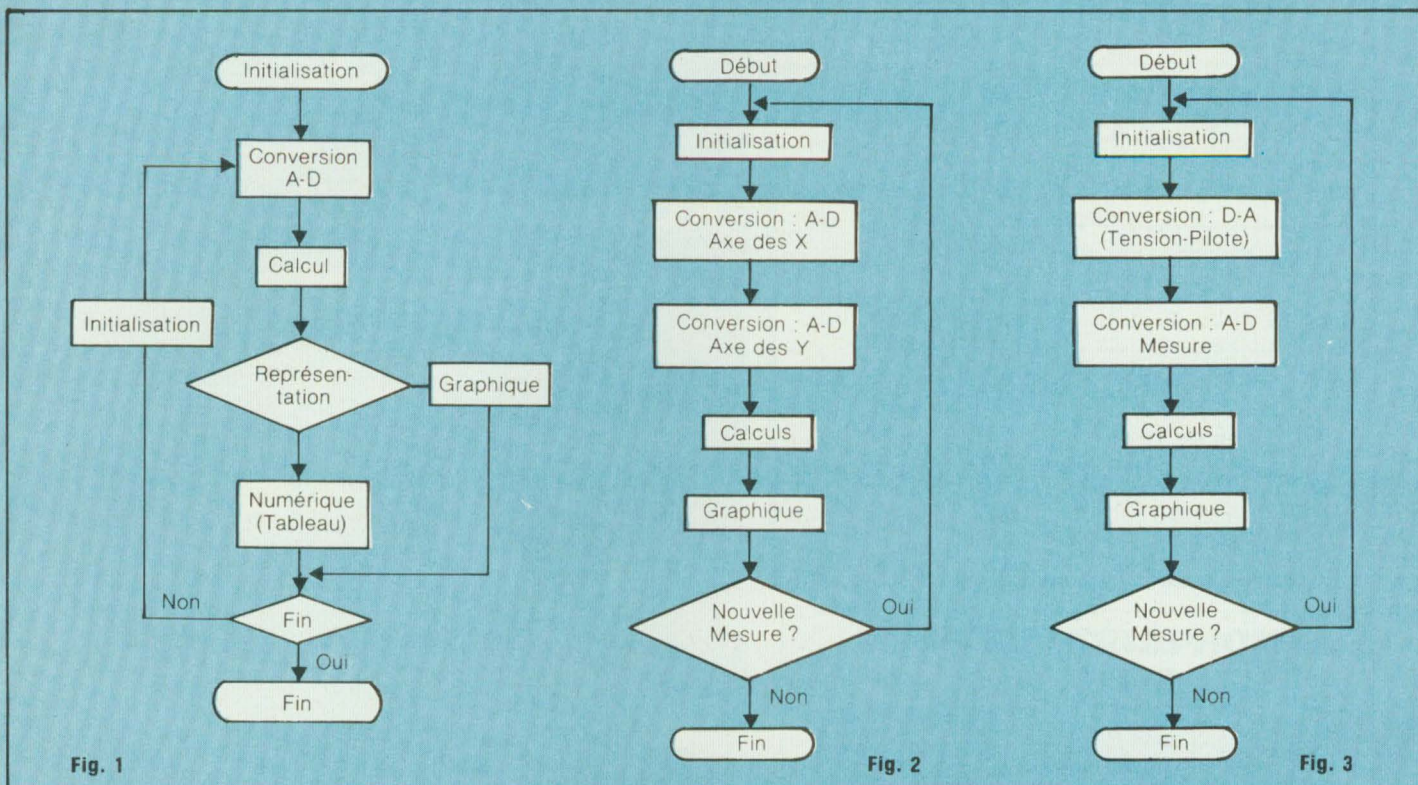 Initialisation
Conversion
A-D
Calcul
Initialisation
Représen-
tation
Graphique
Numérique
(Tableau)
Non
Fin
Oui
Fin
Fig. 1
Début
Initialisation
Conversion : A-D
Axe des X
Conversion : A-D
Axe des Y
Calculs
Graphique
Nouvelle
Mesure ?
Oui
Non
Fin
Fig. 2
Début
Initialisation
Conversion : D-A
(Tension-Pilote)
Conversion : A-D
Mesure
Calculs
Graphique
Nouvelle
Mesure ?
Oui
Non
Fin
Fig. 3